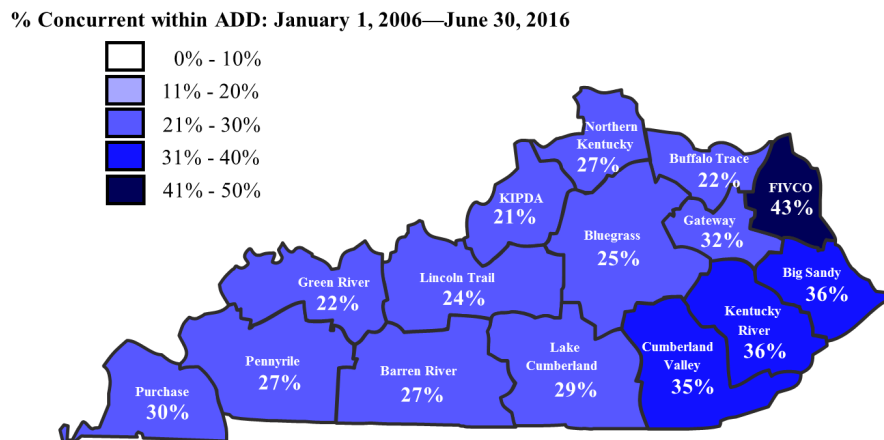 % Concurrent within ADD: January 1, 2006—June 30, 2016
0% - 10%
11% - 20%
21% - 30%
31% - 40%
41% - 50%
Northern
Kentucky
27%
Buffalo Trace
22%
FIVCO
43%
KIPDA
21%
Gateway
32%
Bluegrass
25%
Big Sandy
36%
Green River
22%
Lincoln Trail
24%
Kentucky
River
36%
Lake
Cumberland
29%
Cumberland
Valley
35%
Pennyrile
27%
Barren River
27%
Purchase
30%